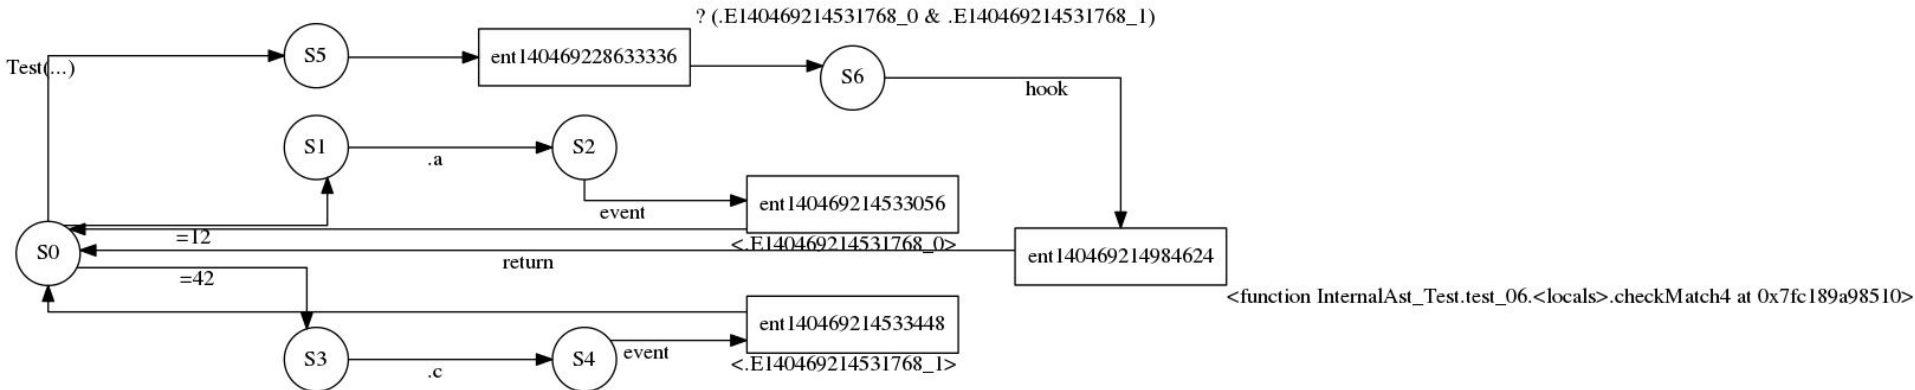 ? (.E140469214531768_0 & .E140469214531768_1)
Test(...)
S5
ent140469228633336
S6
hook
S1
.a
S2
event
ent140469214533056
<.E140469214531768_0>
S0
=12
return
ent140469214984624
<function InternalAst_Test.test_06.<locals>.checkMatch4 at 0x7fc189a98510>
=42
ent140469214533448
<.E140469214531768_1>
S3
.c
S4
event